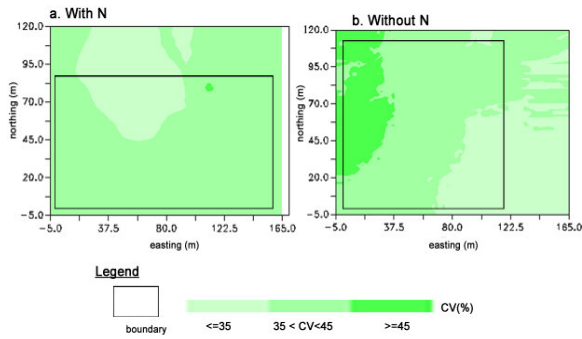 a. With N
120.0
95.0
70.0
45.0
20.0
-5.0
northing (m)
-5.0 37.5 80.0 122.5 165.0
easting (m)
b. Without N
120.0
95.0
70.0
45.0
20.0
-5.0
northing (m)
-5.0 37.5 80.0 122.5 165.0
easting (m)
Legend
boundary
CV(%)
<=35 35 < CV<45 >=45